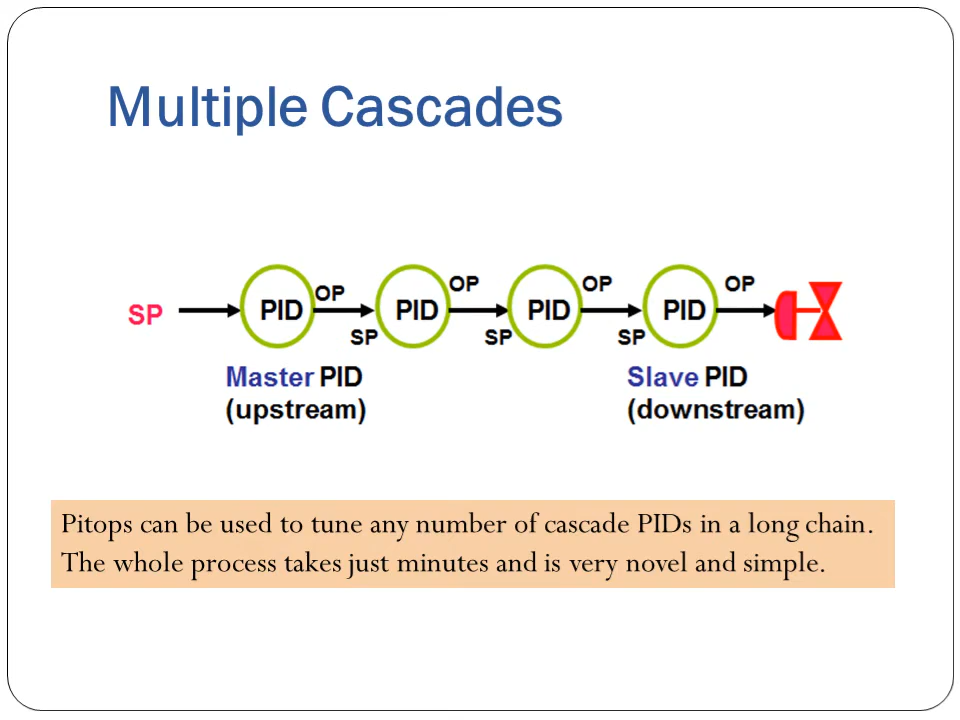 Multiple Cascades
SP
PID
OP
SP
PID
OP
SP
PID
OP
SP
PID
OP
Master PID
(upstream)
Slave PID
(downstream)
Pitops can be used to tune any number of cascade PIDs in a long chain.
The whole process takes just minutes and is very novel and simple.